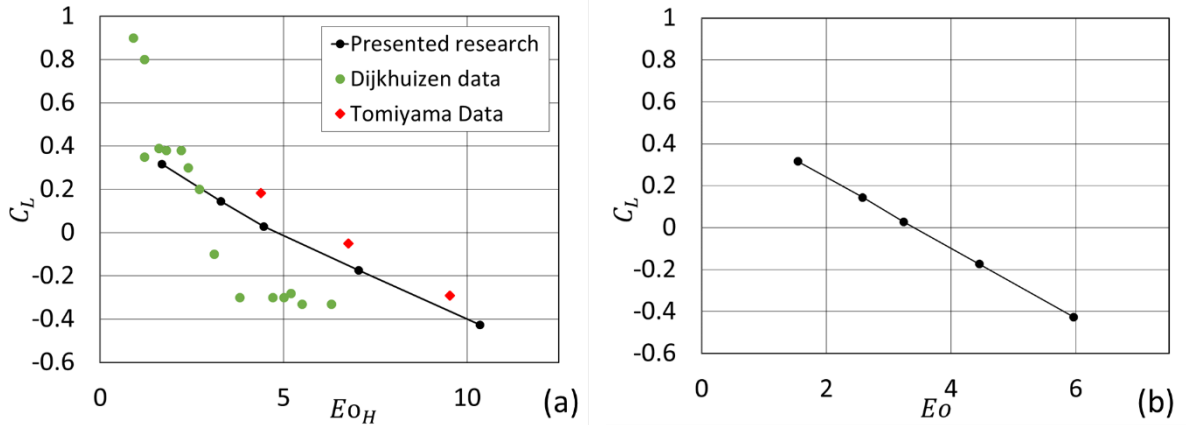 1
0.8
0.6
0.4
0.2
0
-0.2
-0.4
-0.6
C_L
0 5 10
Eo_H
(a)
Presented research
Dijkhuizen data
Tomiyama Data
1
0.8
0.6
0.4
0.2
0
-0.2
-0.4
-0.6
C_L
0 2 4 6
Eo
(b)